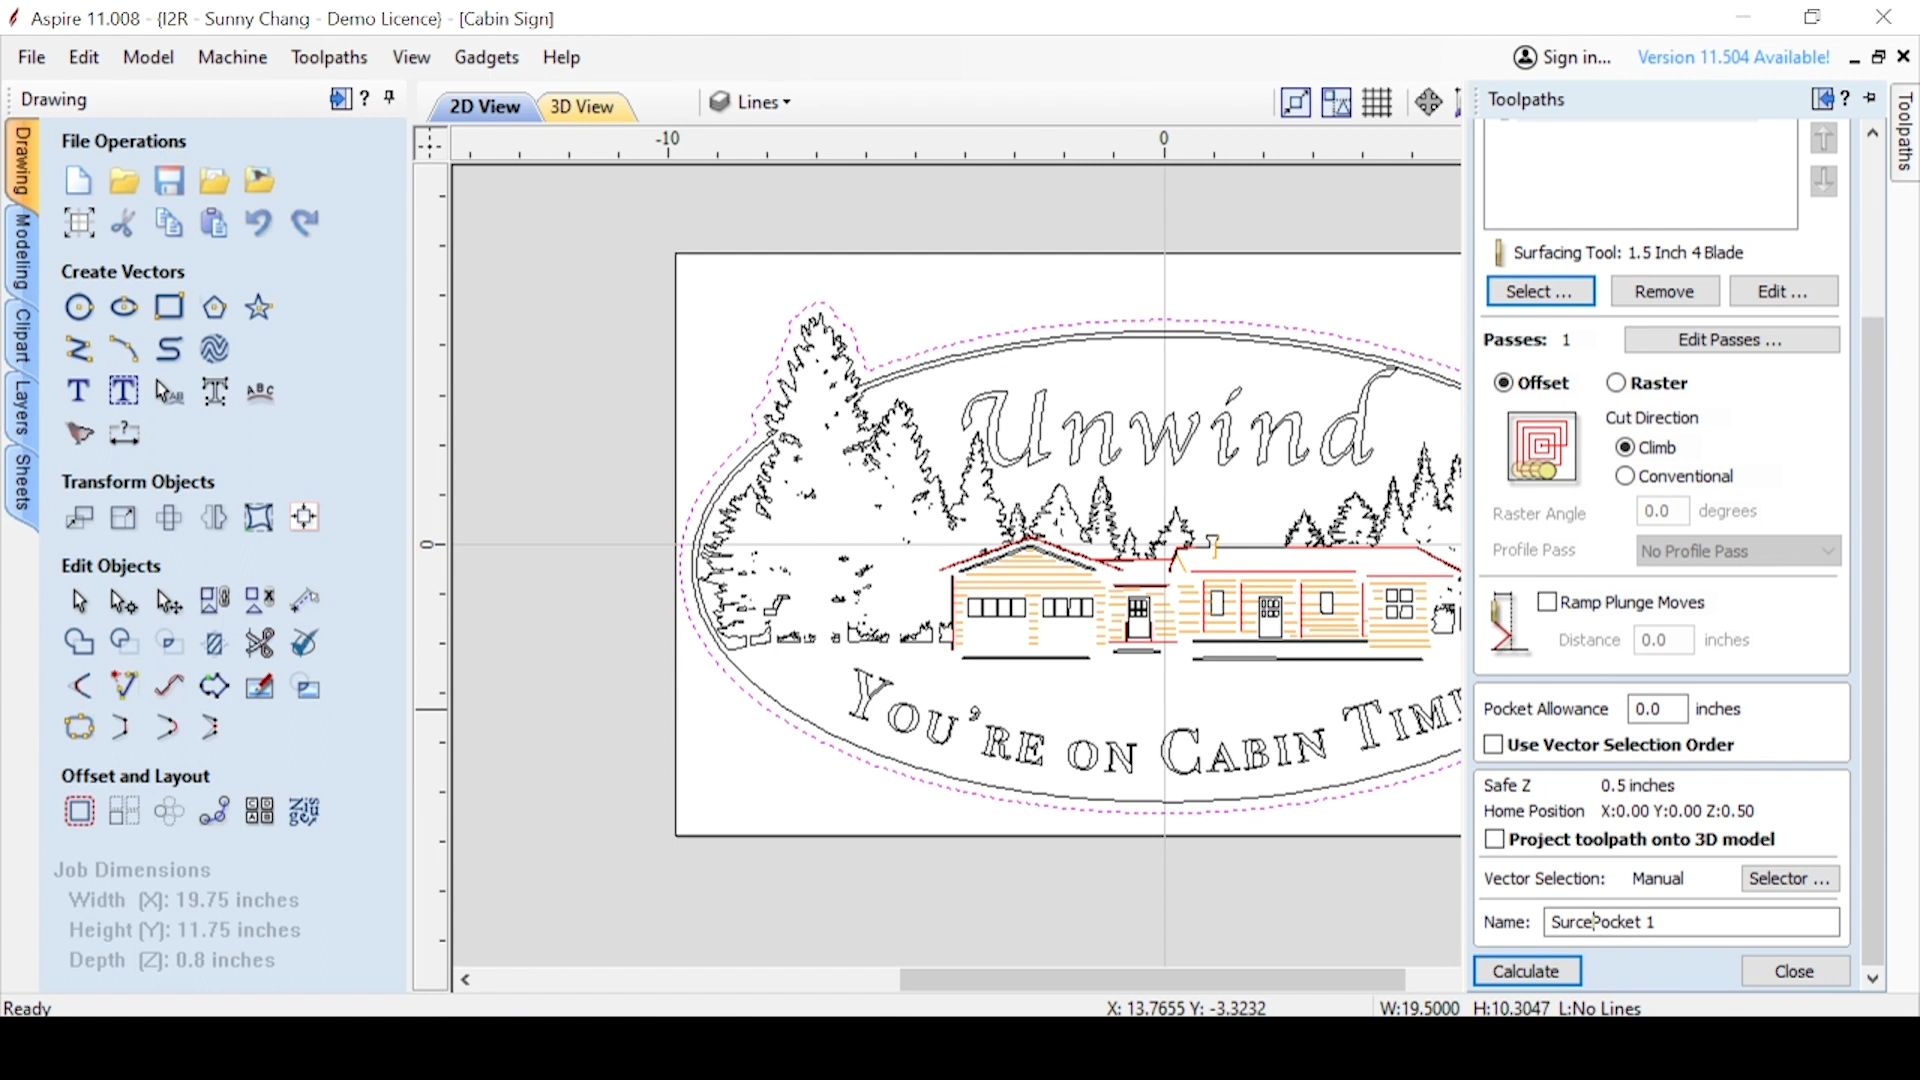 Aspire 11.008 - {I2R - Sunny Chang - Demo Licence} - [Cabin Sign]
File Edit Model Machine Toolpaths View Gadgets Help
Sign in... Version 11.504 Available!
Drawing ?
2D View 3D View Lines
Toolpaths ?
Toolpaths
Drawing
Modeling
Clipart
Layers
Sheets
File Operations
Create Vectors
Transform Objects
Edit Objects
Offset and Layout
Job Dimensions
Width (X): 19.75 inches
Height (Y): 11.75 inches
Depth (Z): 0.8 inches
-10 0
0
Unwind
YOU'RE ON CABIN TIM
Surfacing Tool: 1.5 Inch 4 Blade
Select ... Remove Edit ...
Passes: 1 Edit Passes ...
Offset Raster
Cut Direction
Climb
Conventional
Raster Angle 0.0 degrees
Profile Pass No Profile Pass
Ramp Plunge Moves
Distance 0.0 inches
Pocket Allowance 0.0 inches
Use Vector Selection Order
Safe Z 0.5 inches
Home Position X:0.00 Y:0.00 Z:0.50
Project toolpath onto 3D model
Vector Selection: Manual Selector ...
Name: SurcePocket 1
Calculate Close
Ready X: 13.7655 Y: -3.3232 W:19.5000 H:10.3047 L:No Lines